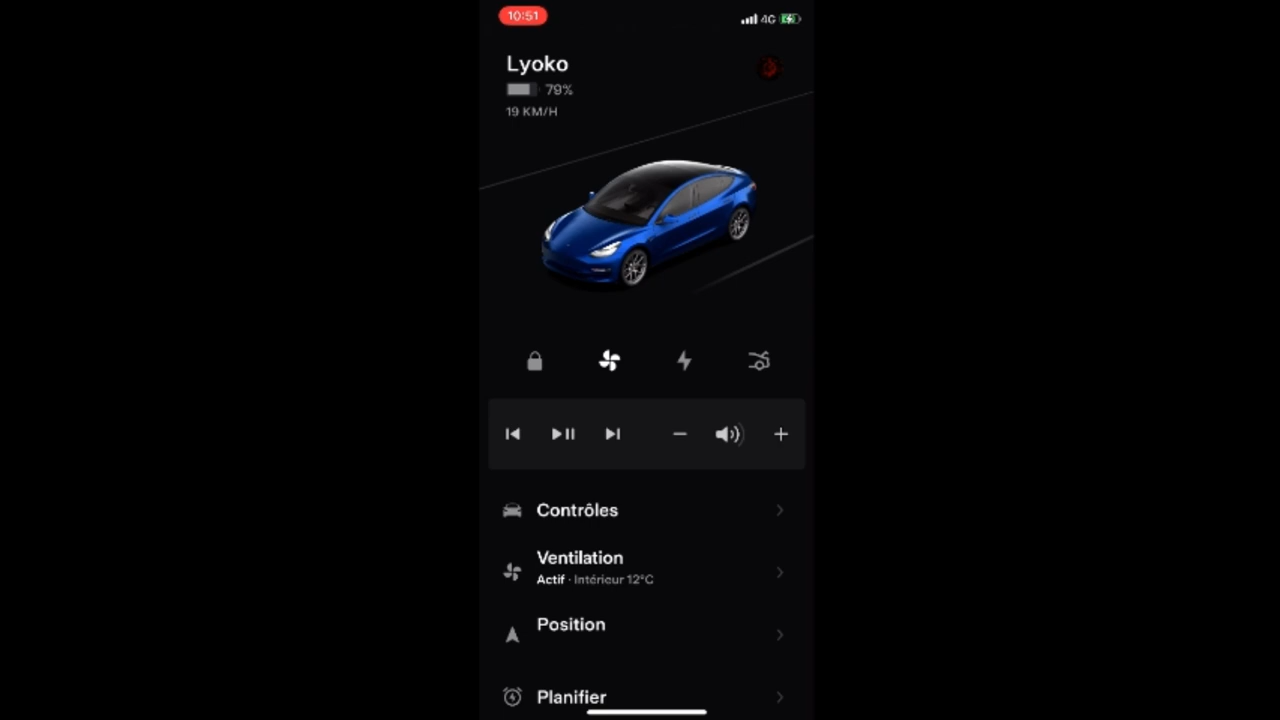 10:51
4G
Lyoko
79%
19 KM/H
Contrôles
Ventilation
Actif · Intérieur 12°C
Position
Planifier